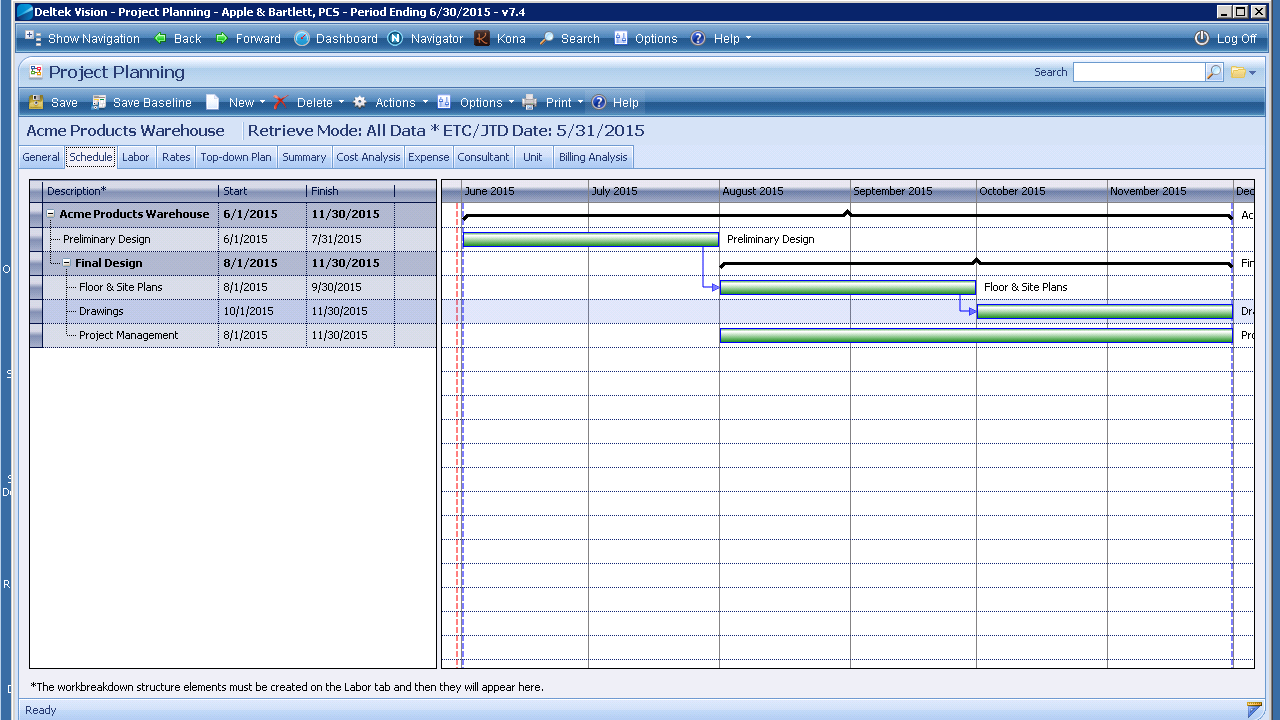 Deltek Vision - Project Planning - Apple & Bartlett, PCS - Period Ending 6/30/2015 - v7.4
Show Navigation Back Forward Dashboard Navigator Kona Search Options Help Log Off
Project Planning Search
Save Save Baseline New Delete Actions Options Print Help
Acme Products Warehouse Retrieve Mode: All Data * ETC/JTD Date: 5/31/2015
General Schedule Labor Rates Top-down Plan Summary Cost Analysis Expense Consultant Unit Billing Analysis
Description* Start Finish June 2015 July 2015 August 2015 September 2015 October 2015 November 2015 Dec
Acme Products Warehouse 6/1/2015 11/30/2015 Ac
Preliminary Design 6/1/2015 7/31/2015 Preliminary Design
Final Design 8/1/2015 11/30/2015 Fin
Floor & Site Plans 8/1/2015 9/30/2015 Floor & Site Plans
Drawings 10/1/2015 11/30/2015 Dra
Project Management 8/1/2015 11/30/2015 Pro
*The workbreakdown structure elements must be created on the Labor tab and then they will appear here.
Ready